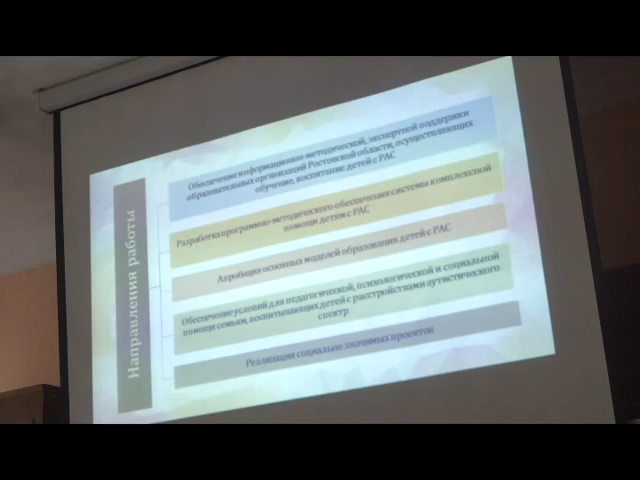 Направления работы
Обеспечение информационно-методической, экспертной поддержки
образовательных организаций Ростовской области, осуществляющих
обучение, воспитание детей с РАС
Разработка программно-методического обеспечения системы комплексной
помощи детям с РАС
Апробация основных моделей образования детей с РАС
Обеспечение условий для педагогической, психологической и социальной
помощи семьям, воспитывающих детей с расстройствами аутистического
спектр
Реализация социально значимых проектов